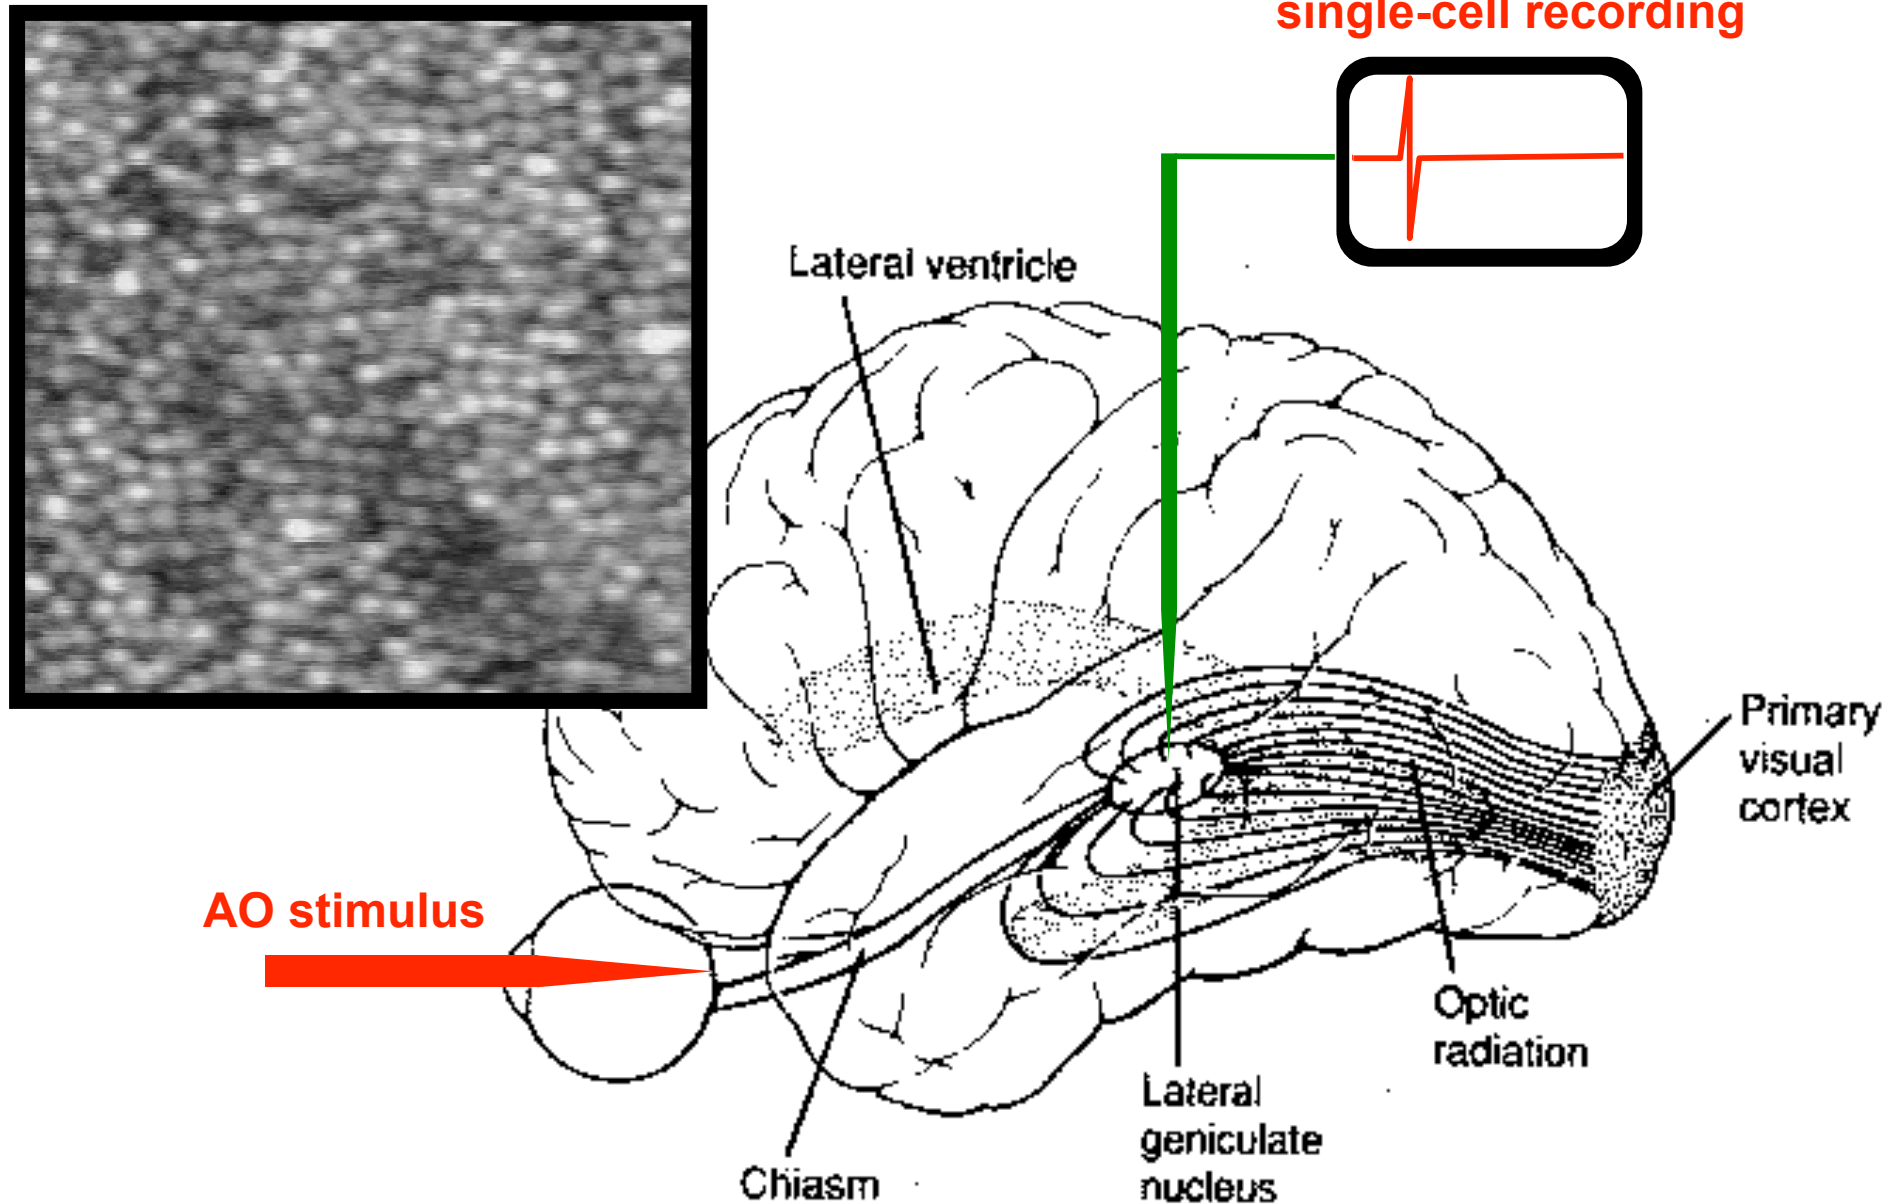 single-cell recording
Lateral ventricle
Primary
visual
cortex
AO stimulus
Optic
radiation
Lateral
geniculate
nucleus
Chiasm